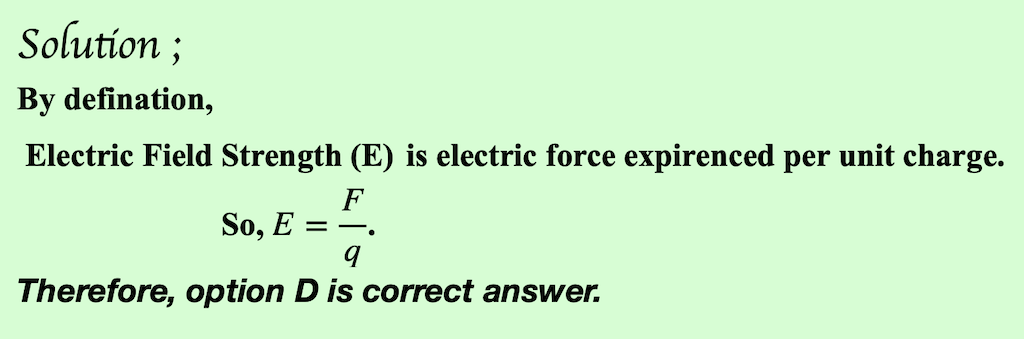 Solution ;
By defination,
Electric Field Strength (E) is electric force expirenced per unit charge.
So, E = F/q.
Therefore, option D is correct answer.